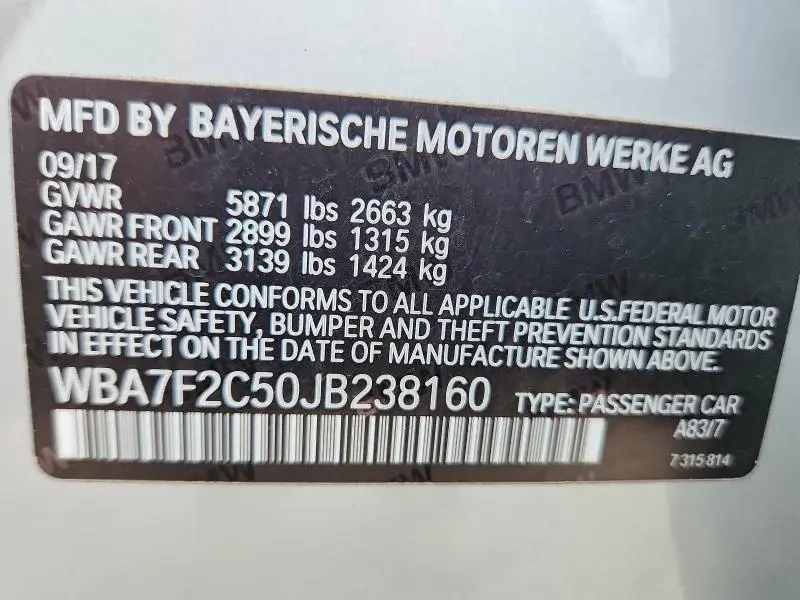 MFD BY BAYERISCHE MOTOREN WERKE AG
09/17
GVWR 5871 lbs 2663 kg
GAWR FRONT 2899 lbs 1315 kg
GAWR REAR 3139 lbs 1424 kg
THIS VEHICLE CONFORMS TO ALL APPLICABLE U.S.FEDERAL MOTOR
VEHICLE SAFETY, BUMPER AND THEFT PREVENTION STANDARDS
IN EFFECT ON THE DATE OF MANUFACTURE SHOWN ABOVE.
WBA7F2C50JB238160 TYPE: PASSENGER CAR
A83/7
7 315 814